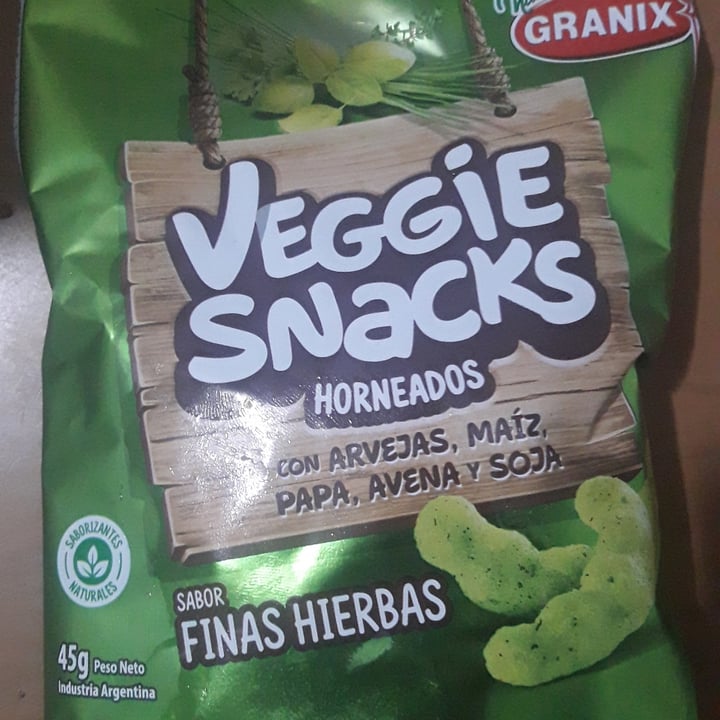 GRANIX
VEGGIE
SNACKS
HORNEADOS
CON ARVEJAS, MAÍZ,
PAPA, AVENA Y SOJA
SABORIZANTES
NATURALES
SABOR
FINAS HIERBAS
45g Peso Neto
Industria Argentina